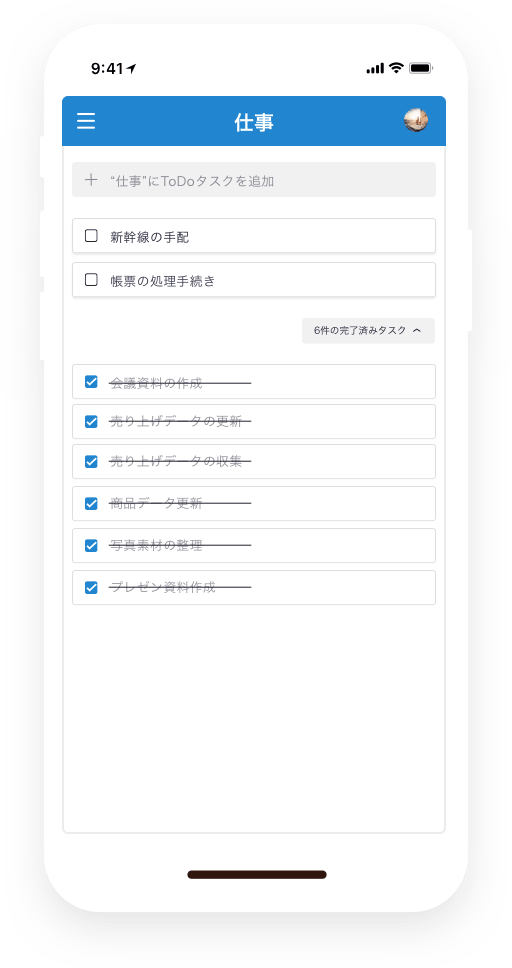 9:41
仕事
“仕事”にToDoタスクを追加
新幹線の手配
帳票の処理手続き
6件の完了済みタスク
会議資料の作成
売り上げデータの更新
売り上げデータの収集
商品データ更新
写真素材の整理
プレゼン資料作成